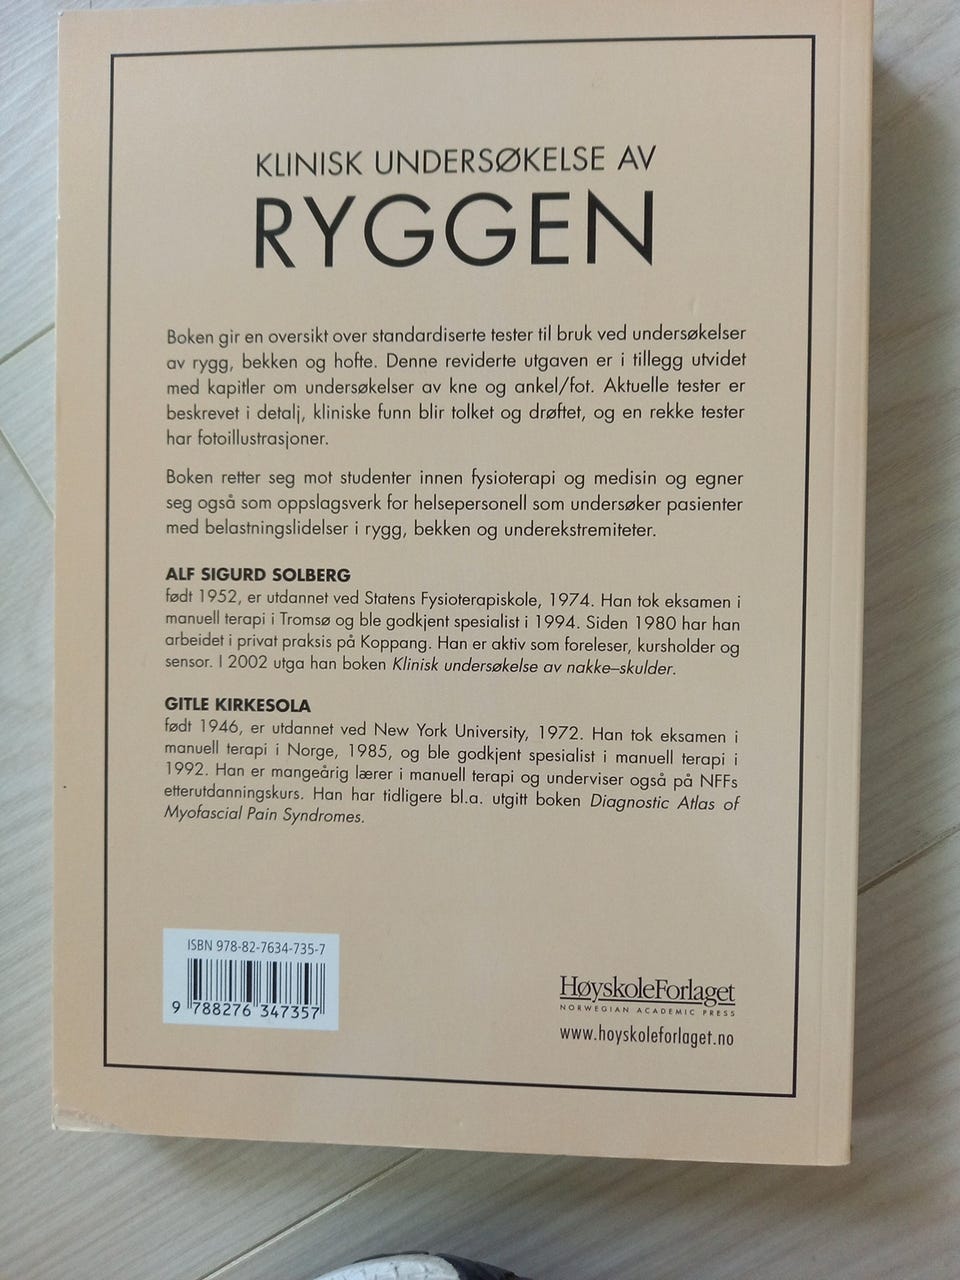 KLINISK UNDERSØKELSE AV
RYGGEN
Boken gir en oversikt over standardiserte tester til bruk ved undersøkelser
av rygg, bekken og hofte. Denne reviderte utgaven er i tillegg utvidet
med kapitler om undersøkelser av kne og ankel/fot. Aktuelle tester er
beskrevet i detalj, kliniske funn blir tolket og drøftet, og en rekke tester
har fotoillustrasjoner.
Boken retter seg mot studenter innen fysioterapi og medisin og egner
seg også som oppslagsverk for helsepersonell som undersøker pasienter
med belastningslidelser i rygg, bekken og underekstremiteter.
ALF SIGURD SOLBERG
født 1952, er utdannet ved Statens Fysioterapiskole, 1974. Han tok eksamen i
manuell terapi i Tromsø og ble godkjent spesialist i 1994. Siden 1980 har han
arbeidet i privat praksis på Koppang. Han er aktiv som foreleser, kursholder og
sensor. I 2002 utga han boken Klinisk undersøkelse av nakke–skulder.
GITLE KIRKESOLA
født 1946, er utdannet ved New York University, 1972. Han tok eksamen i
manuell terapi i Norge, 1985, og ble godkjent spesialist i manuell terapi i
1992. Han er mangeårig lærer i manuell terapi og underviser også på NFFs
etterutdanningskurs. Han har tidligere bl.a. utgitt boken Diagnostic Atlas of
Myofascial Pain Syndromes.
ISBN 978-82-7634-735-7
9 788276 347357
HøyskoleForlaget
NORWEGIAN ACADEMIC PRESS
www.hoyskoleforlaget.no